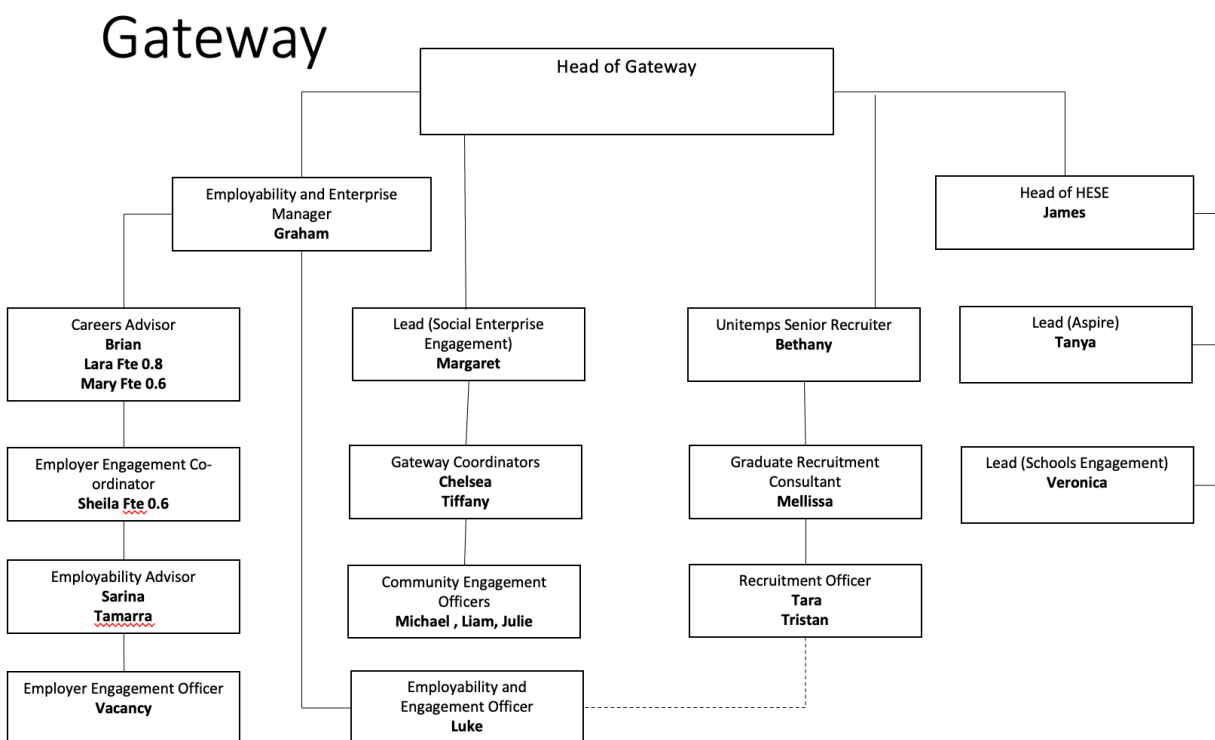 Gateway
Head of Gateway
Employability and Enterprise
Manager
Graham
Head of HESE
James
Careers Advisor
Brian
Lara Fte 0.8
Mary Fte 0.6
Lead (Social Enterprise
Engagement)
Margaret
Unitemps Senior Recruiter
Bethany
Lead (Aspire)
Tanya
Employer Engagement Co-
ordinator
Sheila Fte 0.6
Gateway Coordinators
Chelsea
Tiffany
Graduate Recruitment
Consultant
Mellissa
Lead (Schools Engagement)
Veronica
Employability Advisor
Sarina
Tamarra
Community Engagement
Officers
Michael , Liam, Julie
Recruitment Officer
Tara
Tristan
Employer Engagement Officer
Vacancy
Employability and
Engagement Officer
Luke